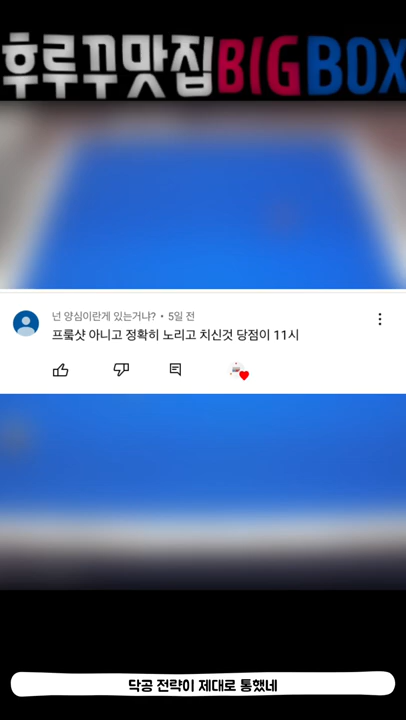 후루꾸맛집BIGBOX
넌 양심이란게 있는거냐? • 5일 전
프룩샷 아니고 정확히 노리고 치신것 당점이 11시
닥공 전략이 제대로 통했네